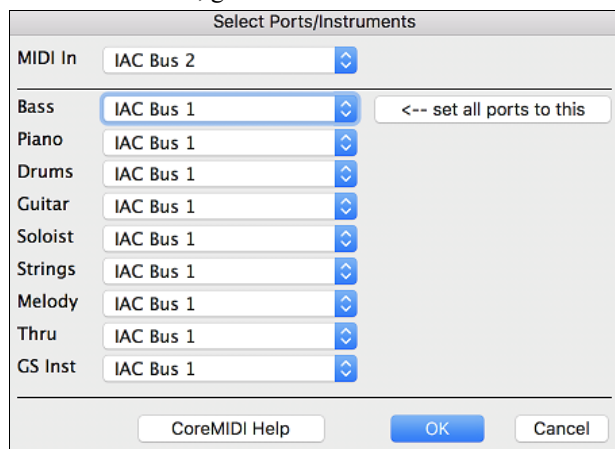 Select Ports/Instruments
MIDI In IAC Bus 2
Bass IAC Bus 1 <-- set all ports to this
Piano IAC Bus 1
Drums IAC Bus 1
Guitar IAC Bus 1
Soloist IAC Bus 1
Strings IAC Bus 1
Melody IAC Bus 1
Thru IAC Bus 1
GS Inst IAC Bus 1
CoreMIDI Help OK Cancel